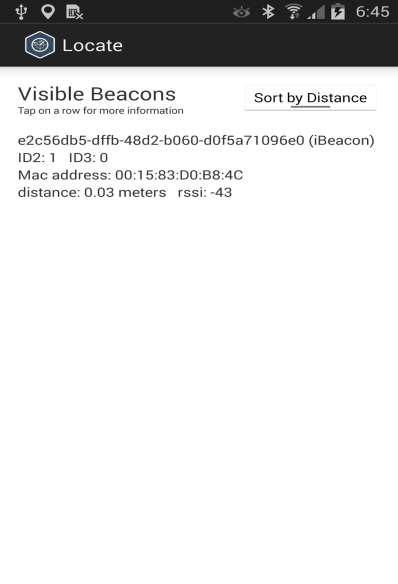 6:45
Locate
Visible Beacons
Tap on a row for more information
Sort by Distance
e2c56db5-dffb-48d2-b060-d0f5a71096e0 (iBeacon)
ID2: 1 ID3: 0
Mac address: 00:15:83:D0:B8:4C
distance: 0.03 meters rssi: -43